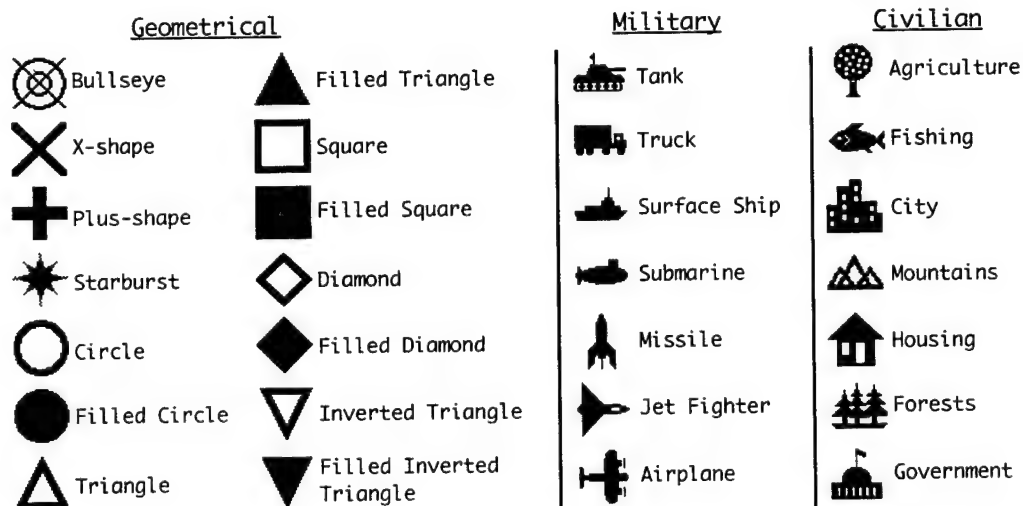 Geometrical
Bullseye
X-shape
Plus-shape
Starburst
Circle
Filled Circle
Triangle
Filled Triangle
Square
Filled Square
Diamond
Filled Diamond
Inverted Triangle
Filled Inverted
Triangle
Military
Tank
Truck
Surface Ship
Submarine
Missile
Jet Fighter
Airplane
Civilian
Agriculture
Fishing
City
Mountains
Housing
Forests
Government